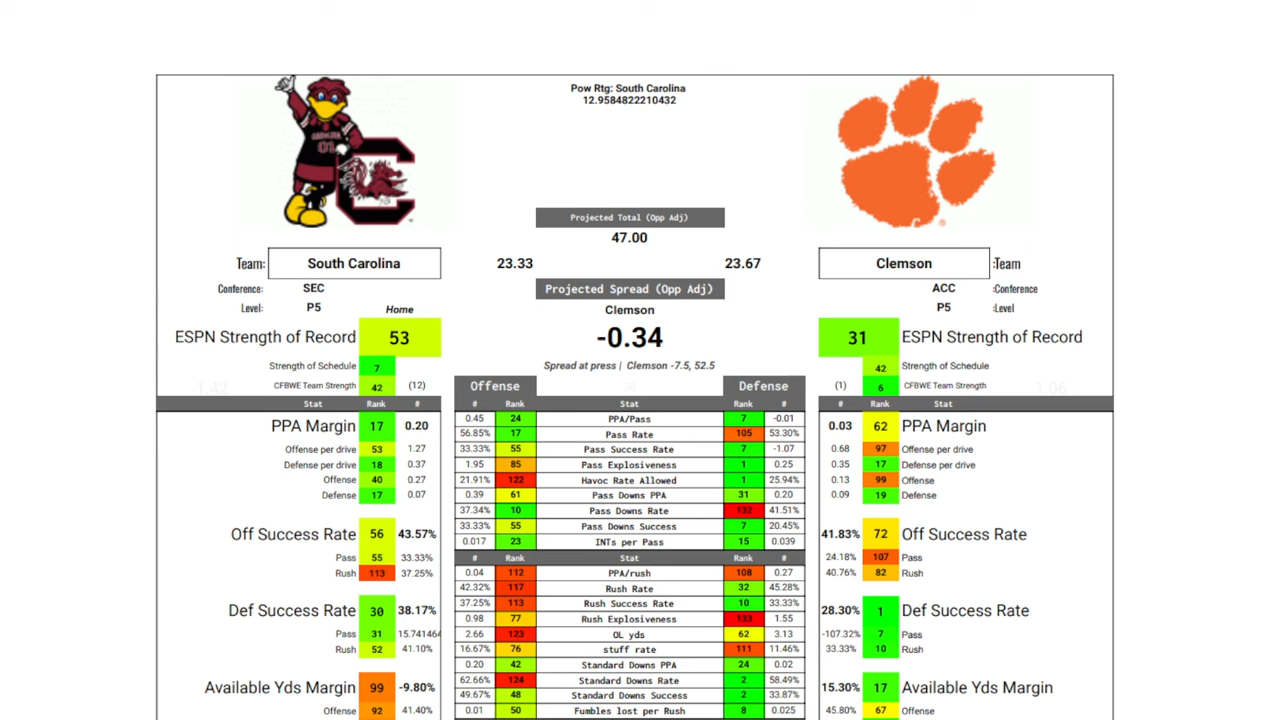 Pow Rtg: South Carolina
12.9584822210432
CAROLINA
01
C
Projected Total (Opp Adj)
47.00
Team: South Carolina 23.33 23.67 Clemson :Team
Conference: SEC Projected Spread (Opp Adj) ACC :Conference
Level: P5 Home Clemson P5 :Level
ESPN Strength of Record 53 -0.34 31 ESPN Strength of Record
Strength of Schedule 7 Spread at press | Clemson -7.5, 52.5 42 Strength of Schedule
1.42 CFBWE Team Strength 42 (12) Offense 38 Defense (1) 6 CFBWE Team Strength 1.06
Stat Rank # # Rank Stat Rank # # Rank Stat
0.45 24 PPA/Pass 7 -0.01
PPA Margin 17 0.20 0.03 62 PPA Margin
56.85% 17 Pass Rate 105 53.30%
Offense per drive 53 1.27 33.33% 55 Pass Success Rate 7 -1.07 0.68 97 Offense per drive
Defense per drive 18 0.37 1.95 85 Pass Explosiveness 1 0.25 0.35 17 Defense per drive
Offense 40 0.27 21.91% 122 Havoc Rate Allowed 1 25.94% 0.13 99 Offense
Defense 17 0.07 0.39 61 Pass Downs PPA 31 0.20 0.09 19 Defense
37.34% 10 Pass Downs Rate 132 41.51%
Off Success Rate 56 43.57% 33.33% 55 Pass Downs Success 7 20.45% 41.83% 72 Off Success Rate
0.017 23 INTs per Pass 15 0.039
Pass 55 33.33% # Rank Stat Rank # 24.18% 107 Pass
Rush 113 37.25% 0.04 112 PPA/rush 108 0.27 40.76% 82 Rush
42.32% 117 Rush Rate 32 45.28%
37.25% 113 Rush Success Rate 10 33.33%
Def Success Rate 30 38.17% 0.98 77 Rush Explosiveness 133 1.55 28.30% 1 Def Success Rate
Pass 31 15.741464 2.66 123 OL yds 62 3.13 -107.32% 7 Pass
Rush 52 41.10% 16.67% 76 stuff rate 111 11.46% 33.33% 10 Rush
0.20 42 Standard Downs PPA 24 0.02
62.66% 124 Standard Downs Rate 2 58.49%
Available Yds Margin 99 -9.80% 49.67% 48 Standard Downs Success 2 33.87% 15.30% 17 Available Yds Margin
Offense 92 41.40% 0.01 50 Fumbles lost per Rush 8 0.025 45.80% 67 Offense